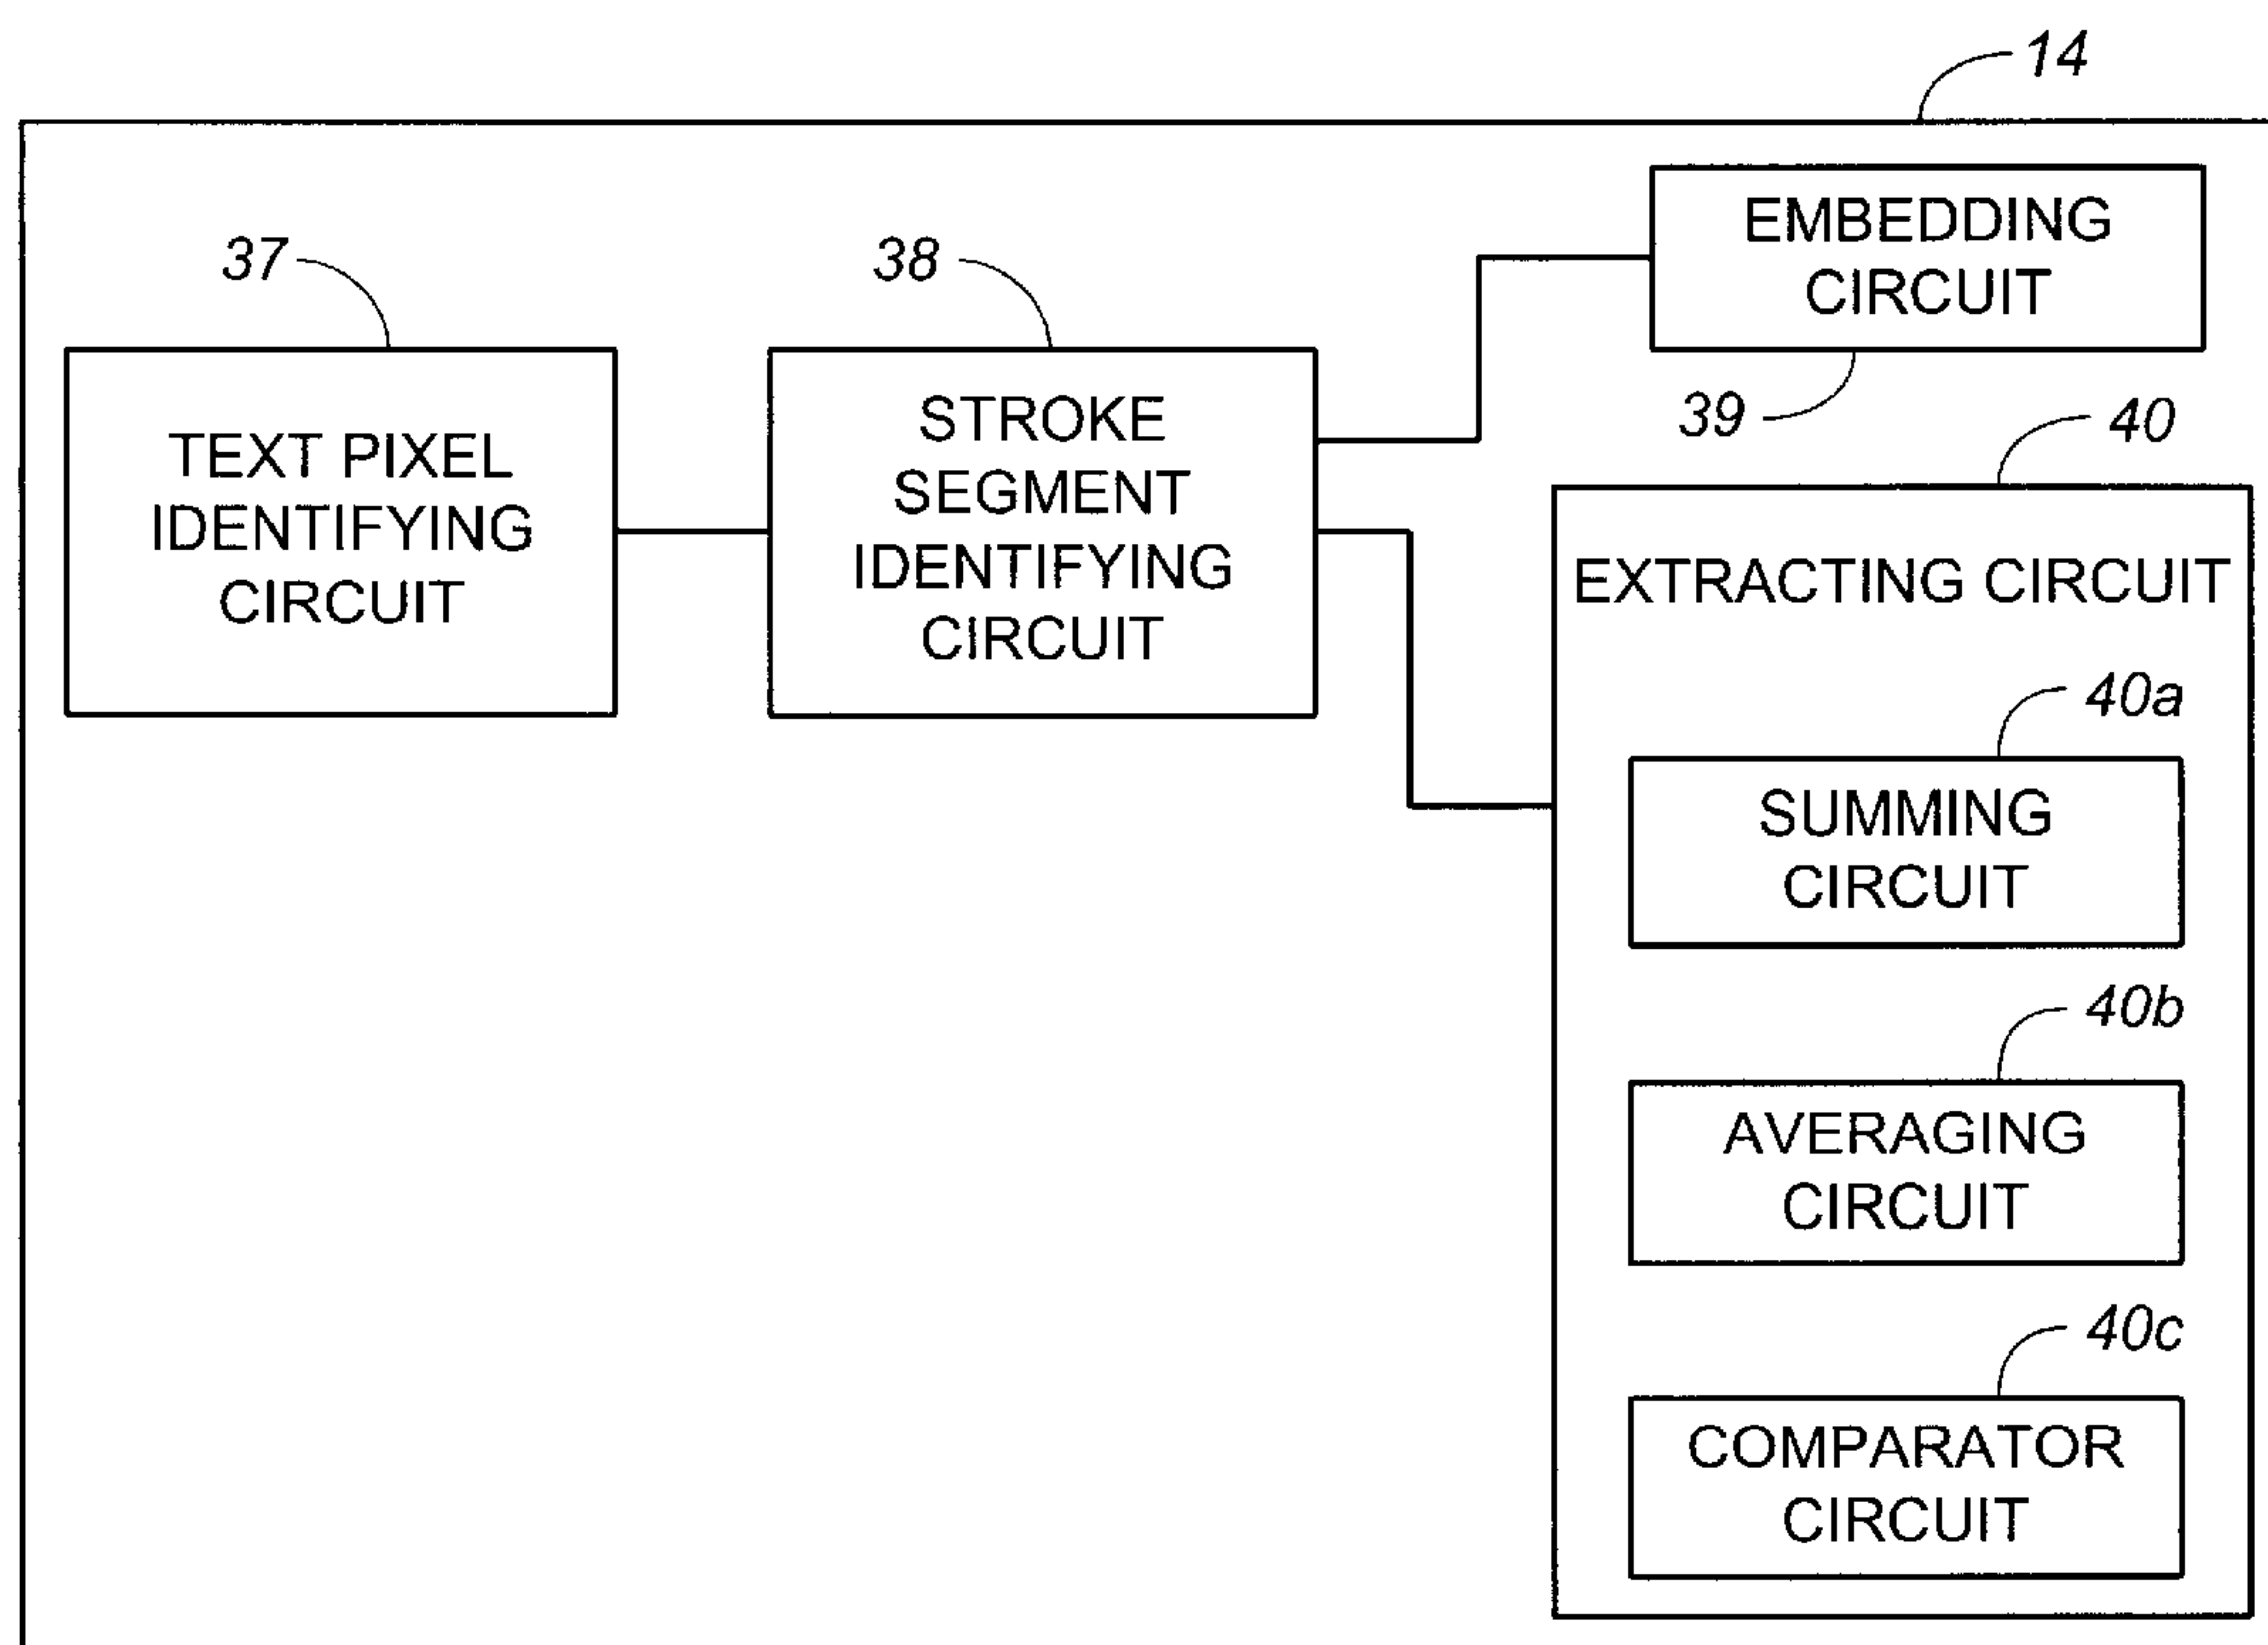 14
37
TEXT PIXEL
IDENTIFYING
CIRCUIT
38
STROKE
SEGMENT
IDENTIFYING
CIRCUIT
EMBEDDING
CIRCUIT
39
40
EXTRACTING CIRCUIT
40a
SUMMING
CIRCUIT
40b
AVERAGING
CIRCUIT
40c
COMPARATOR
CIRCUIT